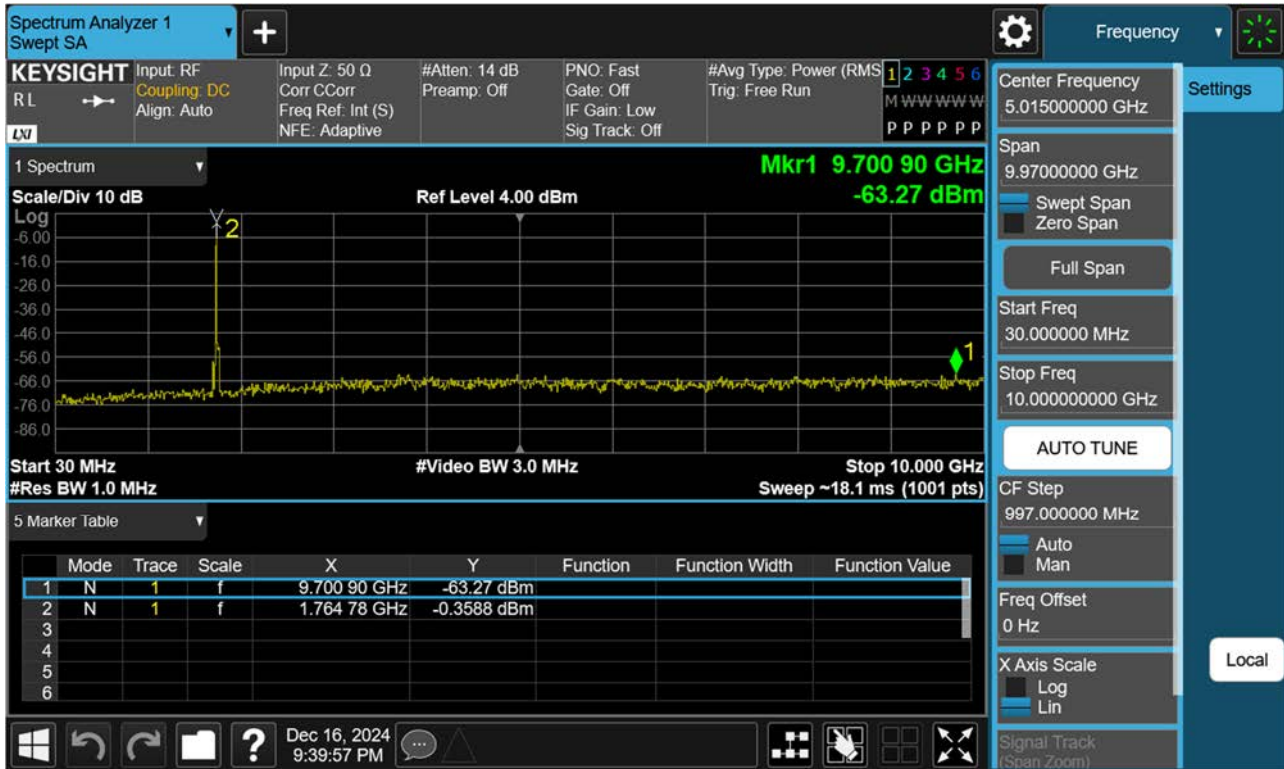 Spectrum Analyzer 1
Swept SA
Frequency
KEYSIGHT
R L
LXI
Input: RF
Coupling: DC
Align: Auto
Input Z: 50 Ω
Corr CCorr
Freq Ref: Int (S)
NFE: Adaptive
#Atten: 14 dB
Preamp: Off
PNO: Fast
Gate: Off
IF Gain: Low
Sig Track: Off
#Avg Type: Power (RMS
Trig: Free Run
1 2 3 4 5 6
M W W W W W
P P P P P P
1 Spectrum
Scale/Div 10 dB
Ref Level 4.00 dBm
Mkr1 9.700 90 GHz
-63.27 dBm
Log
-6.00
-16.0
-26.0
-36.0
-46.0
-56.0
-66.0
-76.0
-86.0
2
1
Start 30 MHz
#Video BW 3.0 MHz
Stop 10.000 GHz
#Res BW 1.0 MHz
Sweep ~18.1 ms (1001 pts)
5 Marker Table
Mode Trace Scale X Y Function Function Width Function Value
1 N 1 f 9.700 90 GHz -63.27 dBm
2 N 1 f 1.764 78 GHz -0.3588 dBm
3
4
5
6
Dec 16, 2024
9:39:57 PM
Center Frequency
5.015000000 GHz
Span
9.97000000 GHz
Swept Span
Zero Span
Full Span
Start Freq
30.000000 MHz
Stop Freq
10.000000000 GHz
AUTO TUNE
CF Step
997.000000 MHz
Auto
Man
Freq Offset
0 Hz
X Axis Scale
Log
Lin
Signal Track
(Span Zoom)
Settings
Local